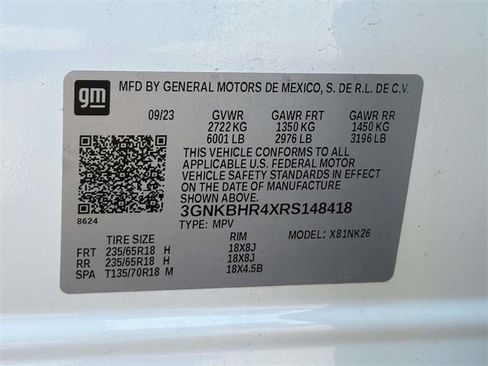 gm
MFD BY GENERAL MOTORS DE MEXICO, S. DE R.L. DE C.V.
09/23 GVWR GAWR FRT GAWR RR
2722 KG 1350 KG 1450 KG
6001 LB 2976 LB 3196 LB
THIS VEHICLE CONFORMS TO ALL
APPLICABLE U.S. FEDERAL MOTOR
VEHICLE SAFETY STANDARDS IN EFFECT
ON THE DATE OF MANUFACTURE SHOWN ABOVE.
8624 3GNKBHR4XRS148418
TYPE: MPV MODEL: X81NK26
TIRE SIZE RIM
FRT 235/65R18 H 18X8J
RR 235/65R18 H 18X8J
SPA T135/70R18 M 18X4.5B